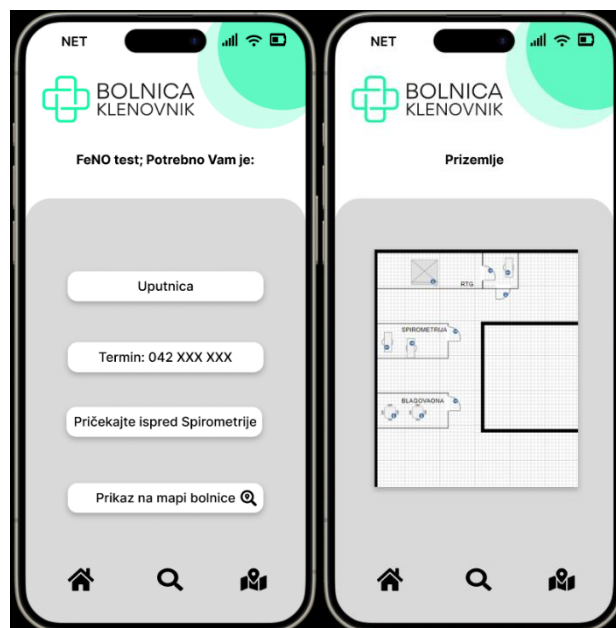 NET
BOLNICA
KLENOVNIK
FeNO test; Potrebno Vam je:
Uputnica
Termin: 042 XXX XXX
Pričekajte ispred Spirometrije
Prikaz na mapi bolnice
NET
BOLNICA
KLENOVNIK
Prizemlje
RTG
SPIROMETRIJA
BLAGOVAONA